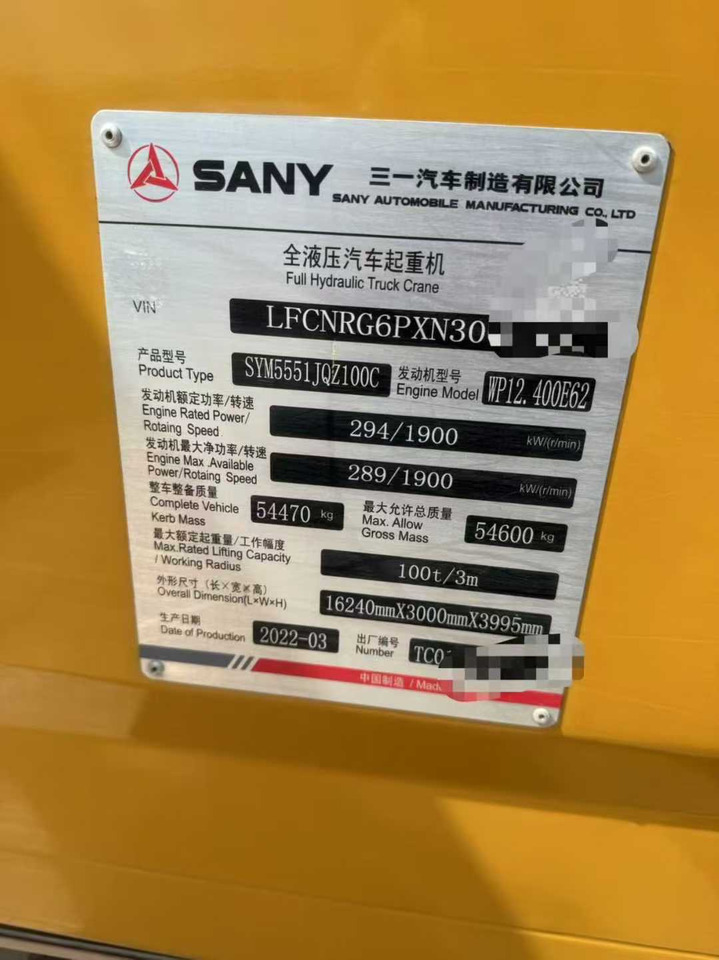 SANY 三一汽车制造有限公司
SANY AUTOMOBILE MANUFACTURING CO., LTD
全液压汽车起重机
Full Hydraulic Truck Crane
VIN LFCNRG6PXN30
产品型号
Product Type SYM5551JQZ100C
发动机型号
Engine Model WP12.400E62
发动机额定功率/转速
Engine Rated Power/
Rotaing Speed 294/1900 kW/(r/min)
发动机最大净功率/转速
Engine Max .Available
Power/Rotaing Speed 289/1900 kW/(r/min)
整车整备质量
Complete Vehicle
Kerb Mass 54470 kg
最大允许总质量
Max. Allow
Gross Mass 54600 kg
最大额定起重量/工作幅度
Max.Rated Lifting Capacity
/ Working Radius 100t/3m
外形尺寸（长×宽×高）
Overall Dimension(L×W×H) 16240mmX3000mmX3995mm
生产日期
Date of Production 2022-03
出厂编号
Number TC0
中国制造 / Made